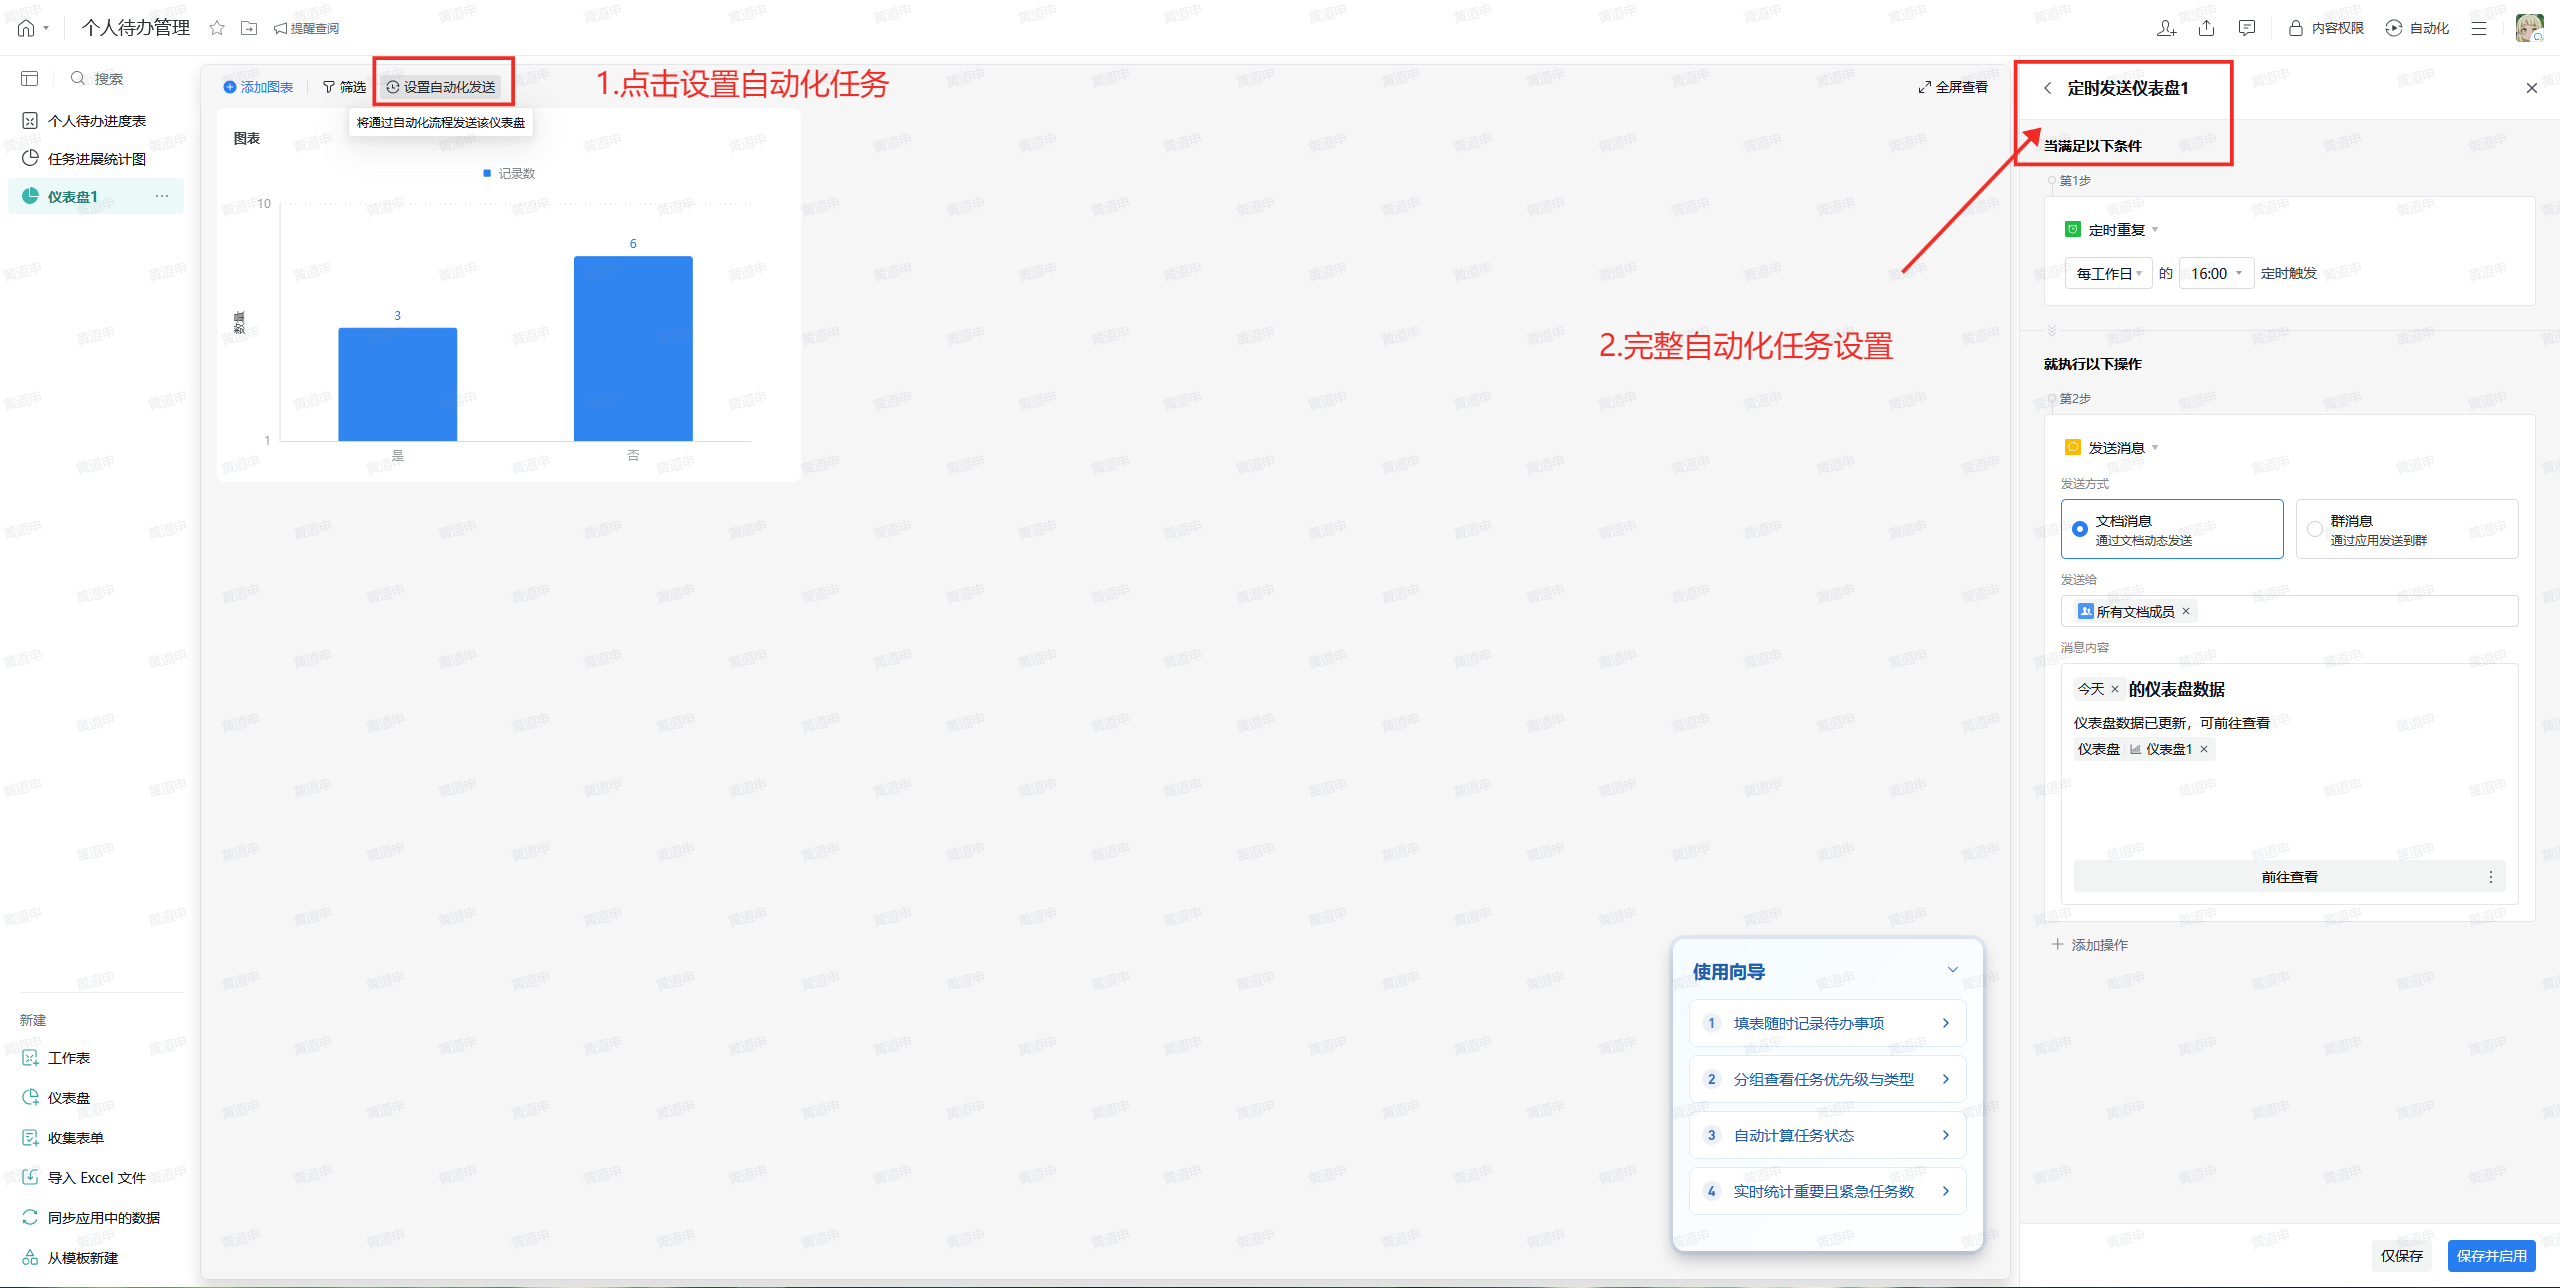 个人待办管理
提醒查阅
内容权限
自动化
搜索
个人待办进度表
任务进展统计图
仪表盘1
新建
工作表
仪表盘
收集表单
导入 Excel 文件
同步应用中的数据
从模板新建
添加图表
筛选
设置自动化发送
将通过自动化流程发送该仪表盘
全屏查看
1.点击设置自动化任务
图表
记录数
10
数量
1
3
6
是
否
2.完整自动化任务设置
使用向导
1 填表随时记录待办事项
2 分组查看任务优先级与类型
3 自动计算任务状态
4 实时统计重要且紧急任务数
定时发送仪表盘1
当满足以下条件
第1步
定时重复
每工作日 的 16:00 定时触发
就执行以下操作
第2步
发送消息
发送方式
文档消息
通过文档动态发送
群消息
通过应用发送到群
发送给
所有文档成员
消息内容
今天 的仪表盘数据
仪表盘数据已更新，可前往查看
仪表盘 仪表盘1
前往查看
添加操作
仅保存
保存并启用
黄道申